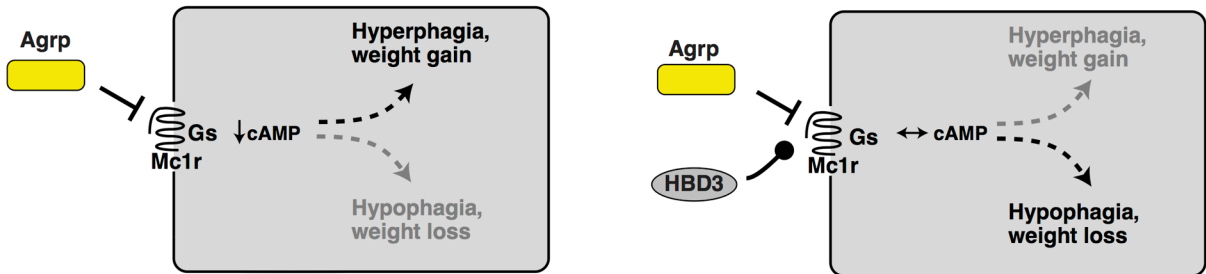 Agrp
Hyperphagia,
weight gain
Gs
↓cAMP
Mc1r
Hypophagia,
weight loss
Agrp
Hyperphagia,
weight gain
Gs
↔ cAMP
Mc1r
HBD3
Hypophagia,
weight loss